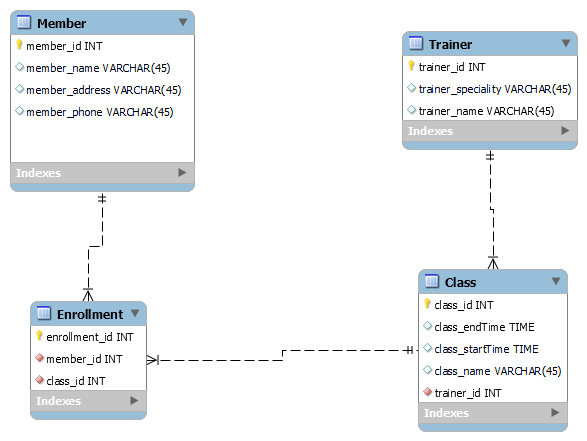 Member
member_id INT
member_name VARCHAR(45)
member_address VARCHAR(45)
member_phone VARCHAR(45)
Indexes
Trainer
trainer_id INT
trainer_speciality VARCHAR(45)
trainer_name VARCHAR(45)
Indexes
Enrollment
enrollment_id INT
member_id INT
class_id INT
Indexes
Class
class_id INT
class_endTime TIME
class_startTime TIME
class_name VARCHAR(45)
trainer_id INT
Indexes